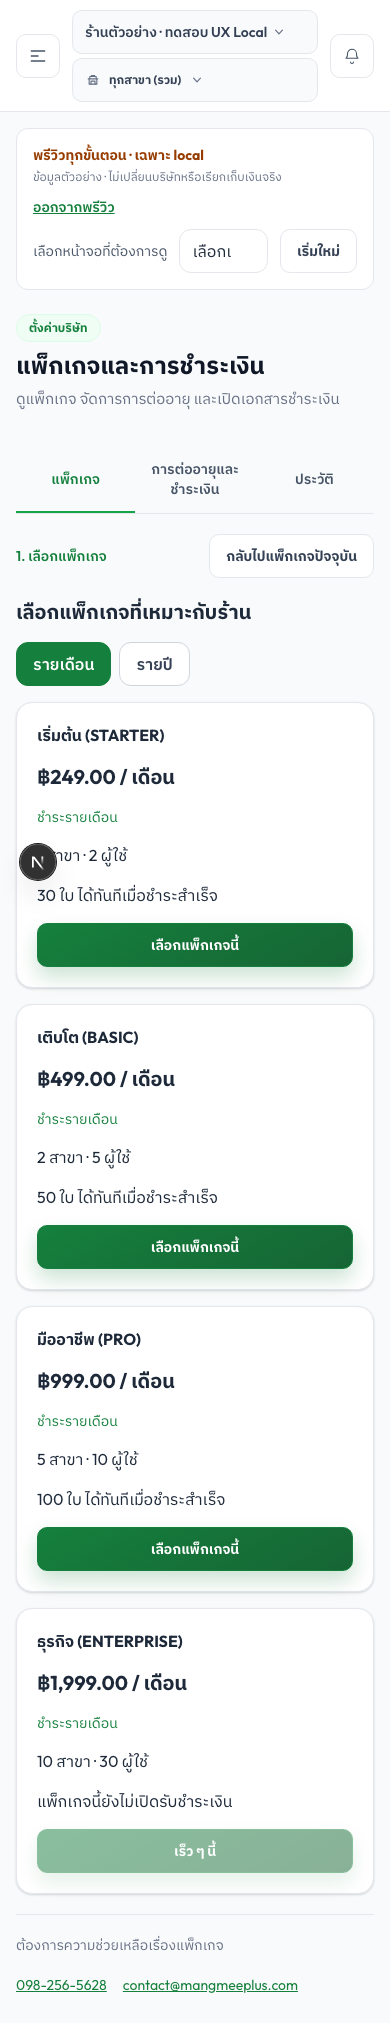 ร้านตัวอย่าง · ทดสอบ UX Local
ทุกสาขา (รวม)
พรีวิวทุกขั้นตอน · เฉพาะ local
ข้อมูลตัวอย่าง · ไม่เปลี่ยนบริษัทหรือเรียกเก็บเงินจริง
ออกจากพรีวิว
เลือกหน้าจอที่ต้องการดู
เลือกเ
เริ่มใหม่
ตั้งค่าบริษัท
แพ็กเกจและการชำระเงิน
ดูแพ็กเกจ จัดการการต่ออายุ และเปิดเอกสารชำระเงิน
แพ็กเกจ
การต่ออายุและ
ชำระเงิน
ประวัติ
1. เลือกแพ็กเกจ
กลับไปแพ็กเกจปัจจุบัน
เลือกแพ็กเกจที่เหมาะกับร้าน
รายเดือน
รายปี
เริ่มต้น (STARTER)
฿249.00 / เดือน
ชำระรายเดือน
าขา · 2 ผู้ใช้
N
30 ใบ ได้ทันทีเมื่อชำระสำเร็จ
เลือกแพ็กเกจนี้
เติบโต (BASIC)
฿499.00 / เดือน
ชำระรายเดือน
2 สาขา · 5 ผู้ใช้
50 ใบ ได้ทันทีเมื่อชำระสำเร็จ
เลือกแพ็กเกจนี้
มืออาชีพ (PRO)
฿999.00 / เดือน
ชำระรายเดือน
5 สาขา · 10 ผู้ใช้
100 ใบ ได้ทันทีเมื่อชำระสำเร็จ
เลือกแพ็กเกจนี้
ธุรกิจ (ENTERPRISE)
฿1,999.00 / เดือน
ชำระรายเดือน
10 สาขา · 30 ผู้ใช้
แพ็กเกจนี้ยังไม่เปิดรับชำระเงิน
เร็ว ๆ นี้
ต้องการความช่วยเหลือเรื่องแพ็กเกจ
098-256-5628
contact@mangmeeplus.com